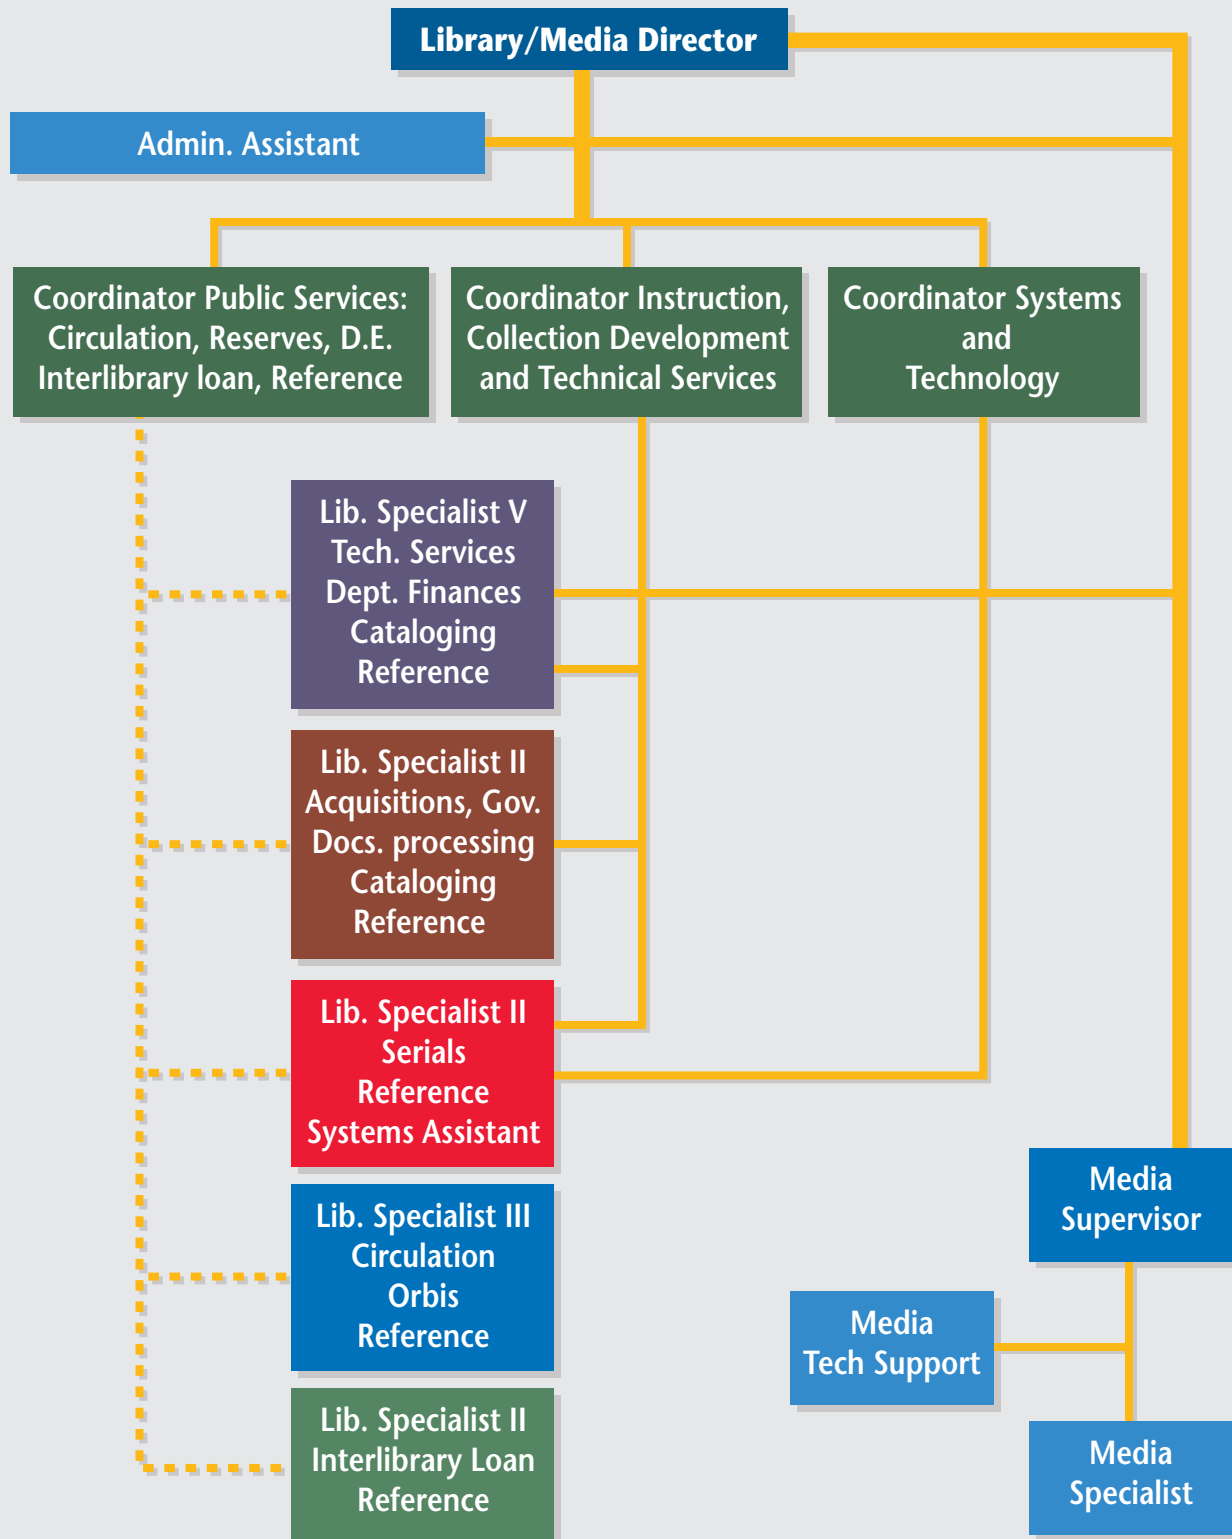 Library/Media Director
Admin. Assistant
Coordinator Public Services:
Circulation, Reserves, D.E.
Interlibrary loan, Reference
Coordinator Instruction,
Collection Development
and Technical Services
Coordinator Systems
and
Technology
Lib. Specialist V
Tech. Services
Dept. Finances
Cataloging
Reference
Lib. Specialist II
Acquisitions, Gov.
Docs. processing
Cataloging
Reference
Lib. Specialist II
Serials
Reference
Systems Assistant
Lib. Specialist III
Circulation
Orbis
Reference
Lib. Specialist II
Interlibrary Loan
Reference
Media
Supervisor
Media
Tech Support
Media
Specialist